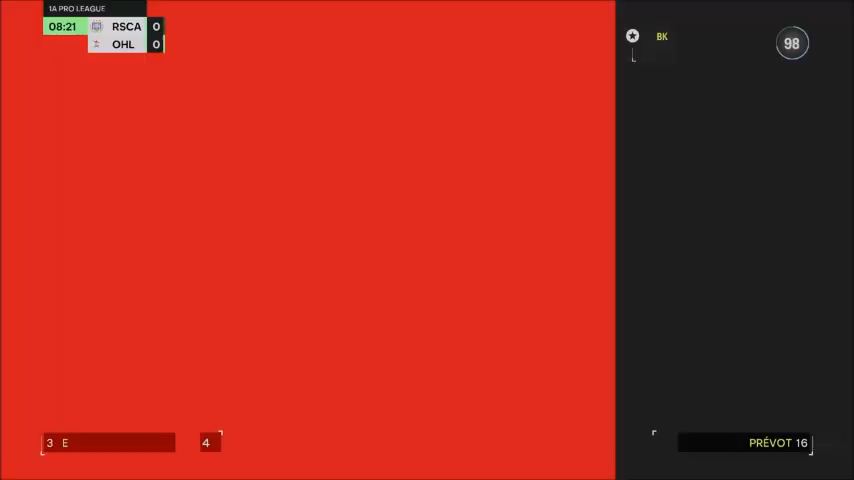 1A PRO LEAGUE
08:21 RSCA 0
OHL 0
BK
98
3 E 4
PRÉVOT 16